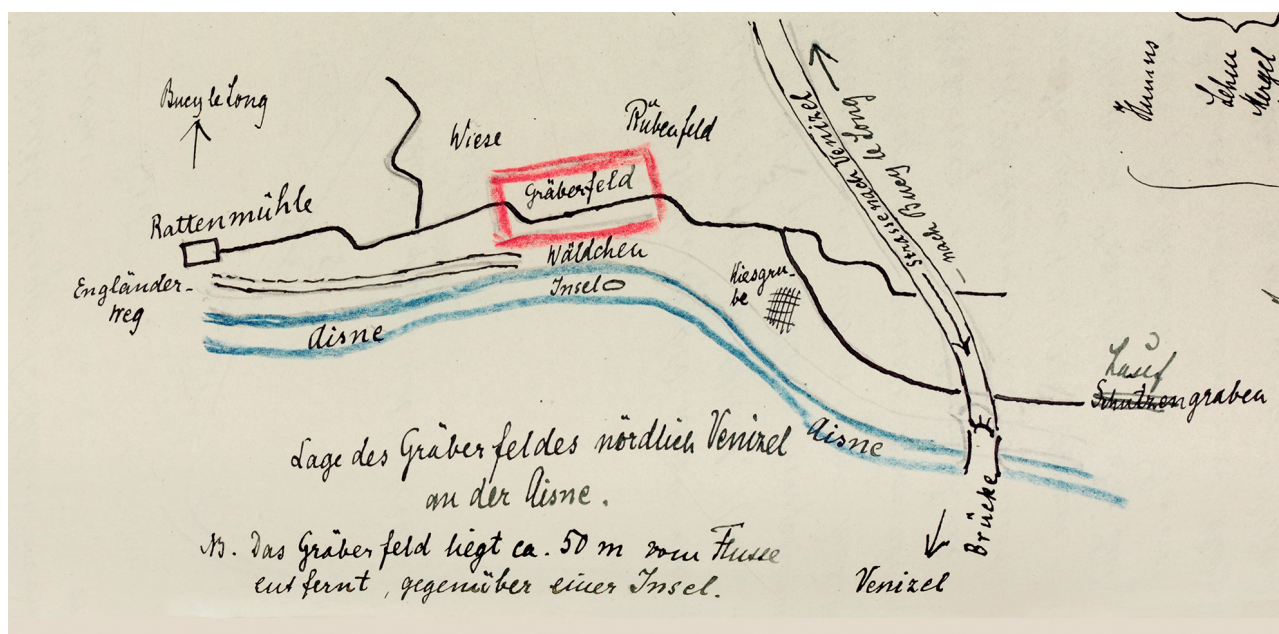 Bucy le Long
Wiese
Rübenfeld
Gräberfeld
Rattenmühle
Engländer-
weg
Wäldchen
Insel
Aisne
Kiesgru-
be
Strasse nach Venizel
— nach Bucy le Long
Humus
Lehm
Mergel
Lauf
Schützengraben
Aisne
Brücke
Venizel
Lage des Gräberfeldes nördlich Venizel
an der Aisne.
NB. Das Gräberfeld liegt ca. 50 m vom Flusse
entfernt, gegenüber einer Insel.